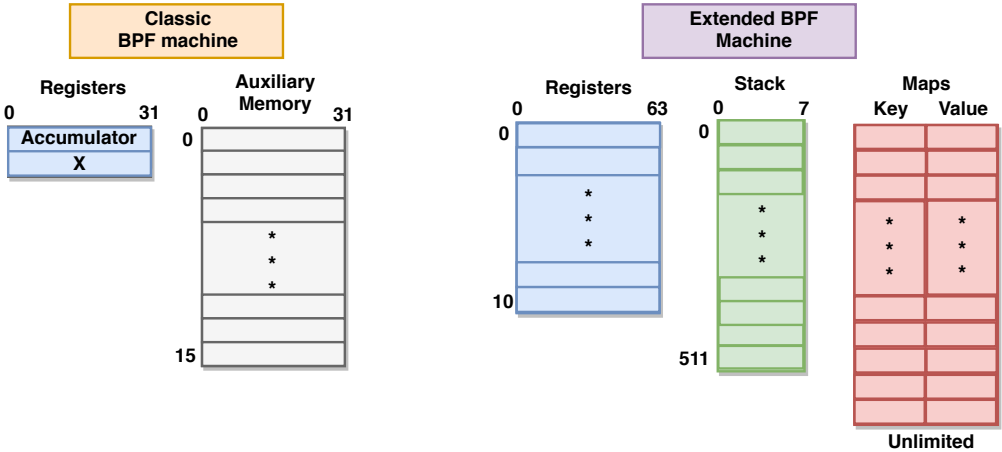 Classic
BPF machine
Registers
0 31
Accumulator
X
Auxiliary
Memory
0 31
0
*
*
*
15
Extended BPF
Machine
Registers
0 63
0
*
*
*
10
Stack
0 7
0
*
*
*
511
Maps
Key Value
* *
* *
* *
Unlimited